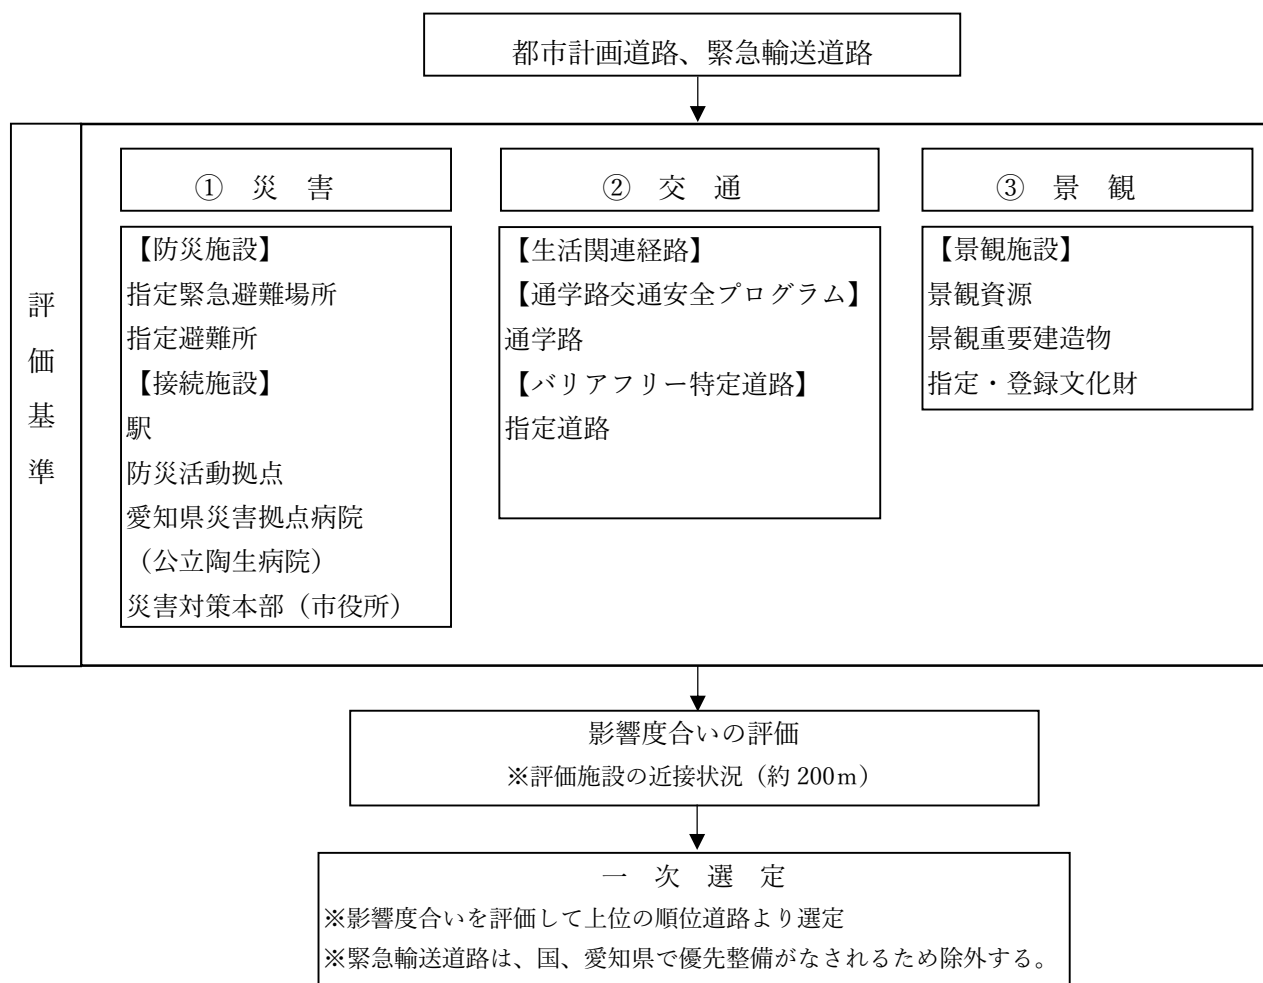 都市計画道路、緊急輸送道路
評価基準
① 災 害
【防災施設】
指定緊急避難場所
指定避難所
【接続施設】
駅
防災活動拠点
愛知県災害拠点病院
（公立陶生病院）
災害対策本部（市役所）
② 交 通
【生活関連経路】
【通学路交通安全プログラム】
通学路
【バリアフリー特定道路】
指定道路
③ 景 観
【景観施設】
景観資源
景観重要建造物
指定・登録文化財
影響度合いの評価
※評価施設の近接状況（約 200ｍ）
一 次 選 定
※影響度合いを評価して上位の順位道路より選定
※緊急輸送道路は、国、愛知県で優先整備がなされるため除外する。